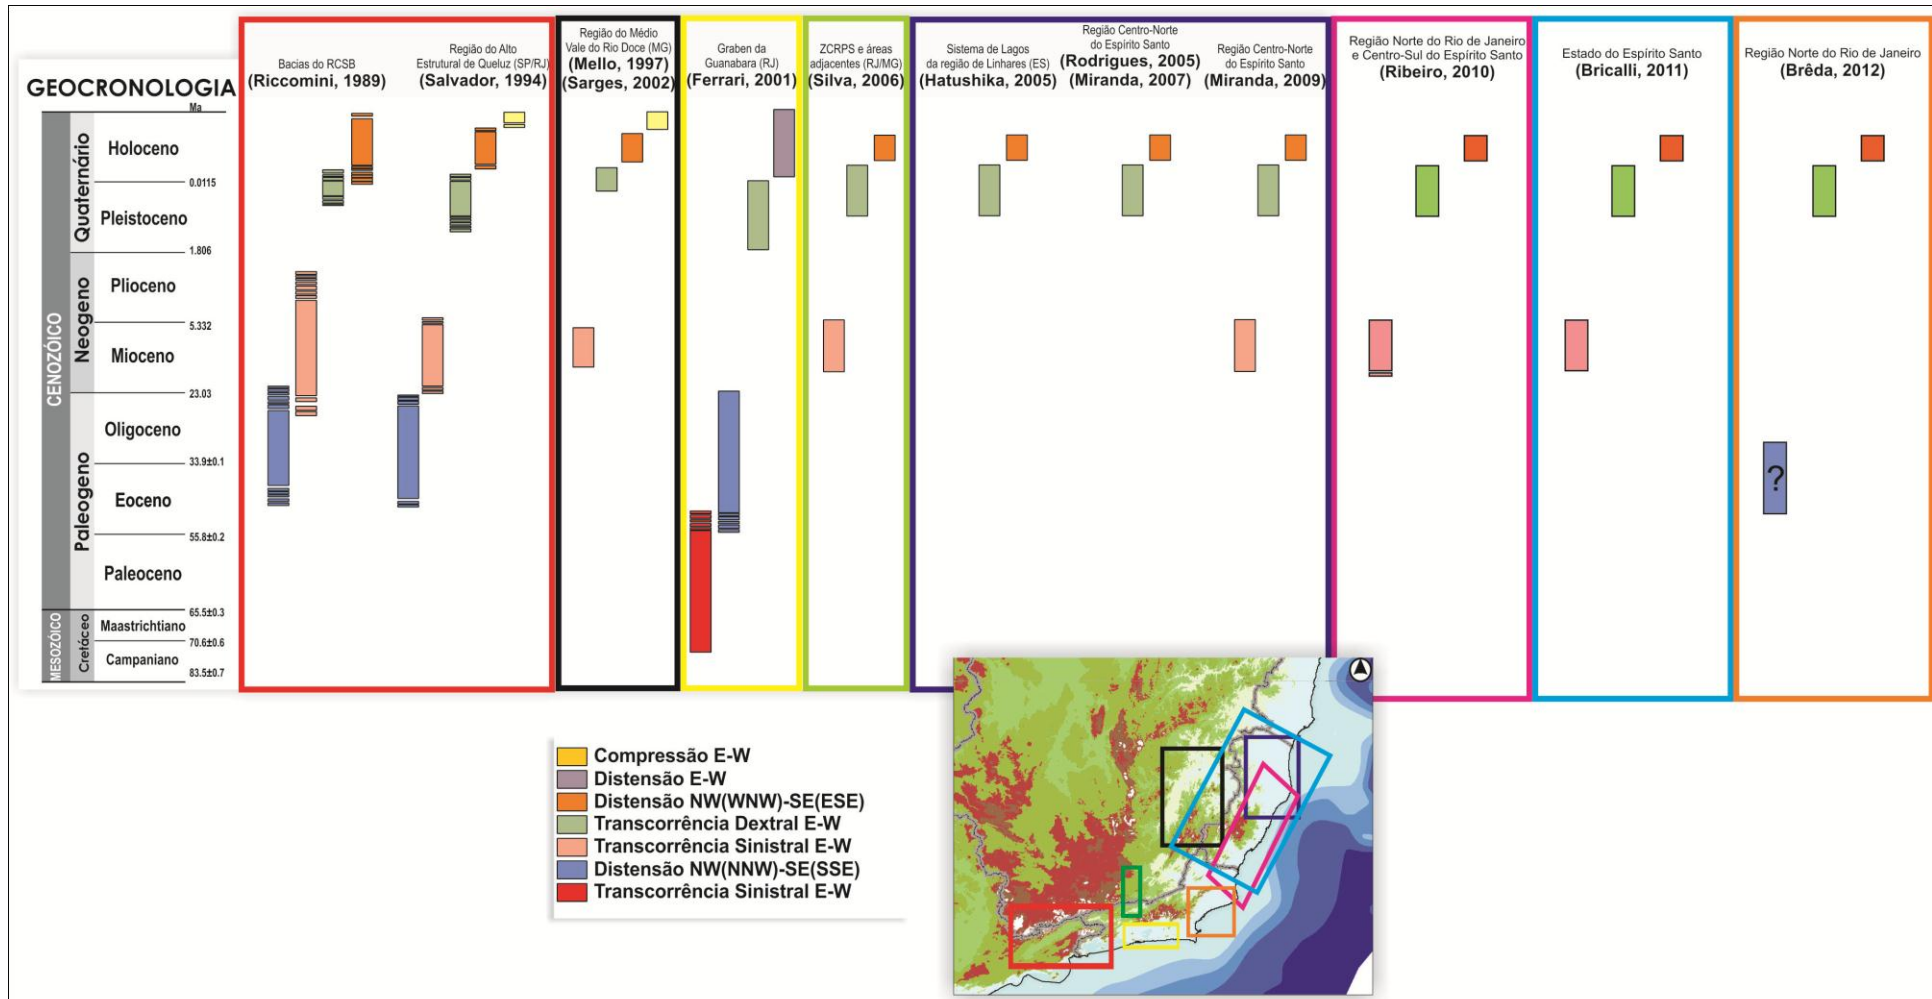 GEOCRONOLOGIA
Ma
CENOZÓICO
MESOZÓICO
Quaternário
Neogeno
Paleogeno
Cretáceo
Holoceno
0.0115
Pleistoceno
1.806
Plioceno
5.332
Mioceno
23.03
Oligoceno
33.9±0.1
Eoceno
55.8±0.2
Paleoceno
65.5±0.3
Maastrichtiano
70.6±0.6
Campaniano
83.5±0.7
Bacias do RCSB
(Riccomini, 1989)
Região do Alto
Estrutural de Queluz (SP/RJ)
(Salvador, 1994)
Região do Médio
Vale do Rio Doce (MG)
(Mello, 1997)
(Sarges, 2002)
Graben da
Guanabara (RJ)
(Ferrari, 2001)
ZCRPS e áreas
adjacentes (RJ/MG)
(Silva, 2006)
Sistema de Lagos
da região de Linhares (ES)
(Hatushika, 2005)
Região Centro-Norte
do Espírito Santo
(Rodrigues, 2005)
(Miranda, 2007)
Região Centro-Norte
do Espírito Santo
(Miranda, 2009)
Região Norte do Rio de Janeiro
e Centro-Sul do Espírito Santo
(Ribeiro, 2010)
Estado do Espírito Santo
(Bricalli, 2011)
Região Norte do Rio de Janeiro
(Brêda, 2012)
?
Compressão E-W
Distensão E-W
Distensão NW(WNW)-SE(ESE)
Transcorrência Dextral E-W
Transcorrência Sinistral E-W
Distensão NW(NNW)-SE(SSE)
Transcorrência Sinistral E-W